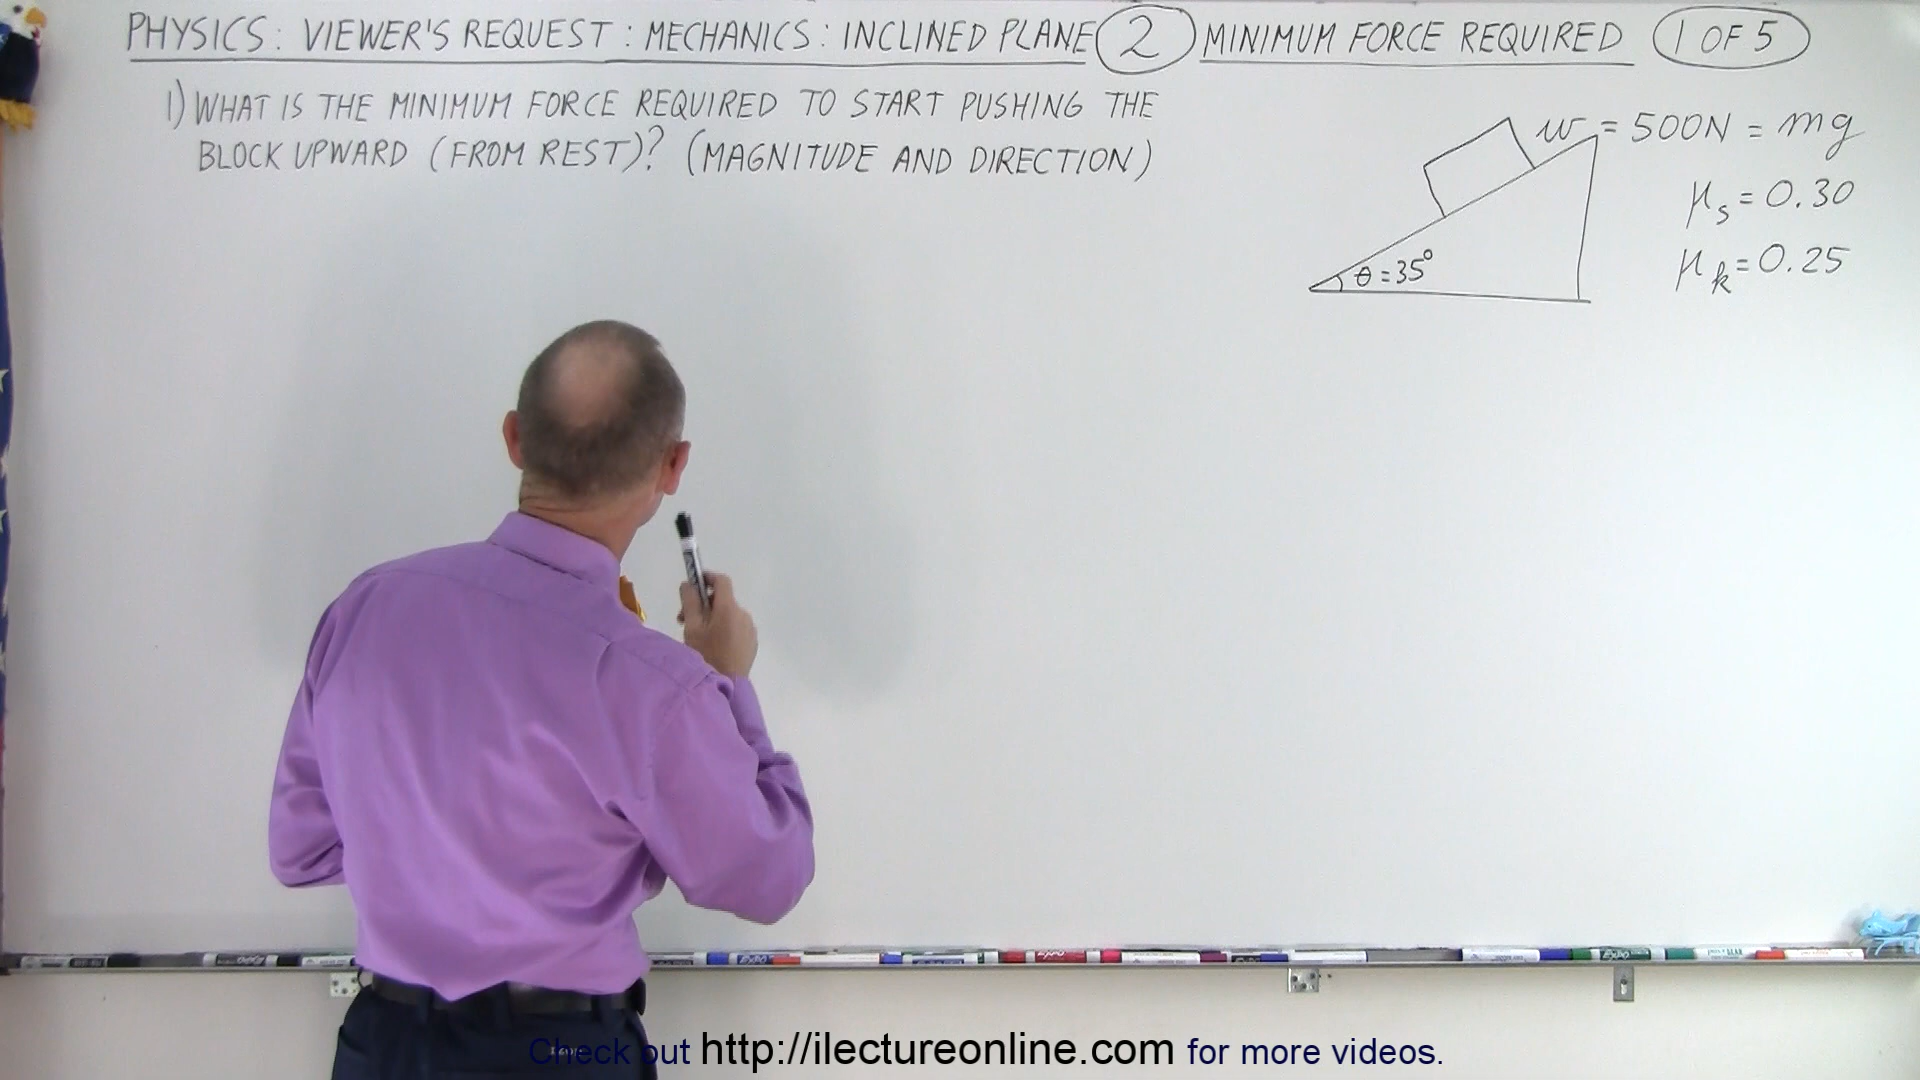 PHYSICS: VIEWER'S REQUEST: MECHANICS: INCLINED PLANE 2 MINIMUM FORCE REQUIRED 1 OF 5
1) WHAT IS THE MINIMUM FORCE REQUIRED TO START PUSHING THE
BLOCK UPWARD (FROM REST)? (MAGNITUDE AND DIRECTION)
w = 500N = mg
μs = 0.30
μk = 0.25
θ = 35°
EXPO
Check out http://ilectureonline.com for more videos.